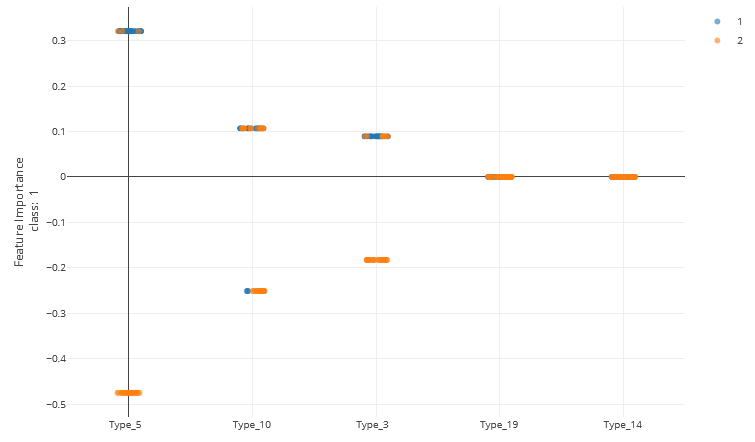 0.3
0.2
0.1
0
−0.1
−0.2
−0.3
−0.4
−0.5
Feature Importance
class: 1
Type_5
Type_10
Type_3
Type_19
Type_14
1
2